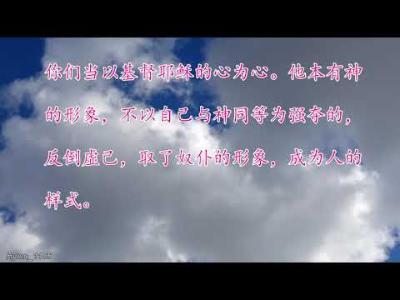 你们当以基督耶稣的心为心。他本有神
的形象，不以自己与神同等为强夺的，
反倒虚己，取了奴仆的形象，成为人的
样式。